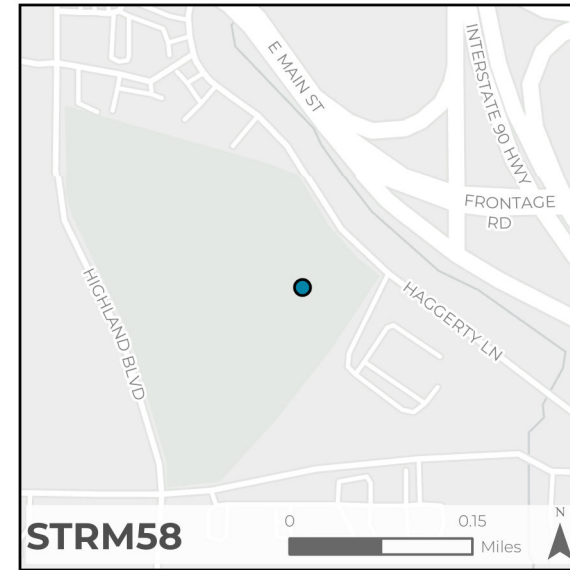 E MAIN ST
INTERSTATE 90 HWY
FRONTAGE
RD
HIGHLAND BLVD
HAGGERTY LN
STRM58
0
0.15
Miles
N